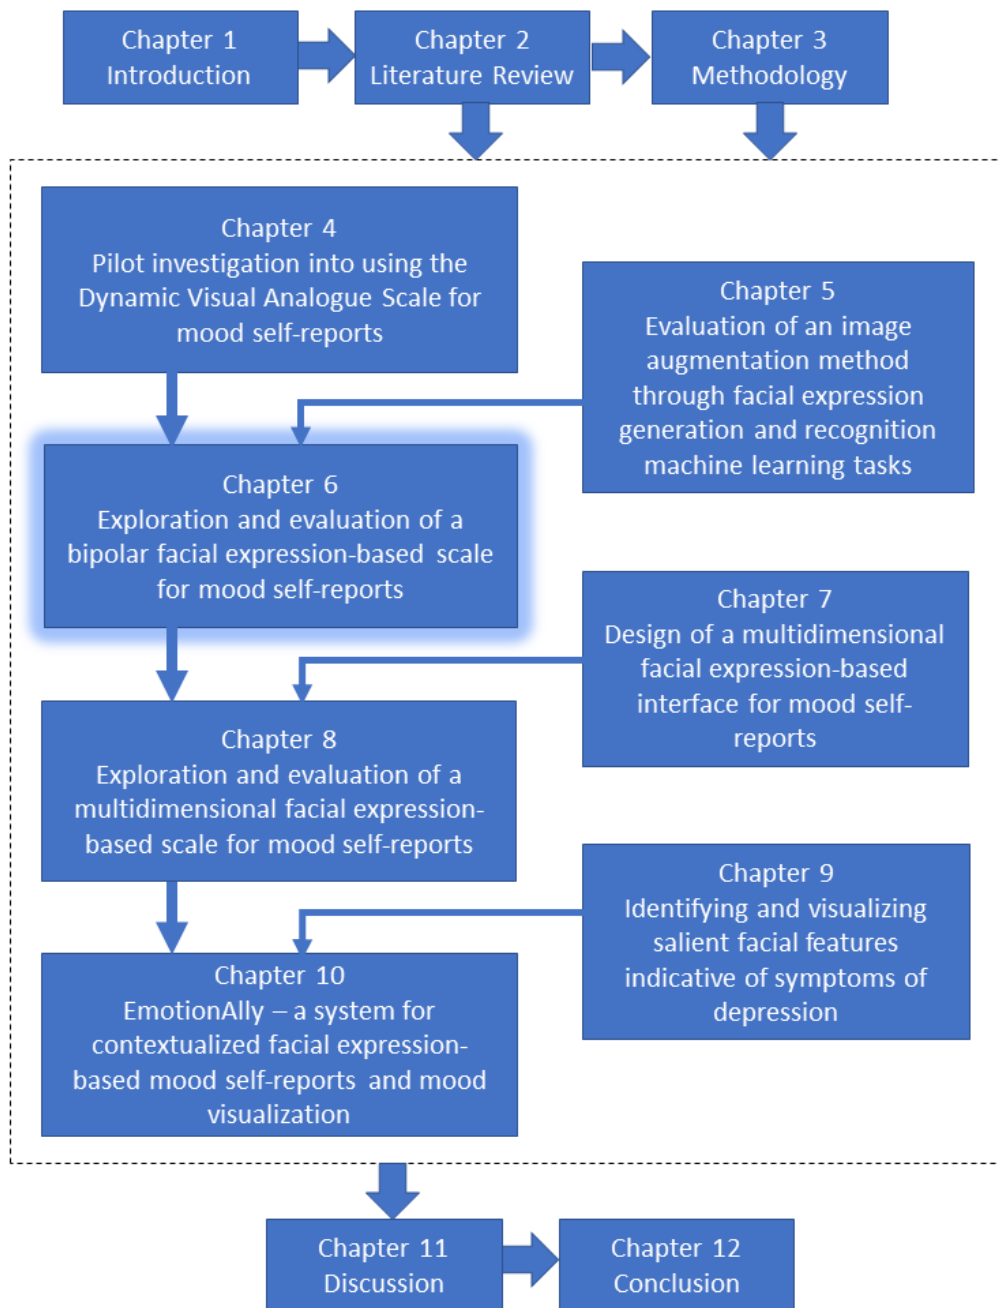 Chapter 1
Introduction
Chapter 2
Literature Review
Chapter 3
Methodology
Chapter 4
Pilot investigation into using the
Dynamic Visual Analogue Scale for
mood self-reports
Chapter 5
Evaluation of an image
augmentation method
through facial expression
generation and recognition
machine learning tasks
Chapter 6
Exploration and evaluation of a
bipolar facial expression-based scale
for mood self-reports
Chapter 7
Design of a multidimensional
facial expression-based
interface for mood self-
reports
Chapter 8
Exploration and evaluation of a
multidimensional facial expression-
based scale for mood self-reports
Chapter 9
Identifying and visualizing
salient facial features
indicative of symptoms of
depression
Chapter 10
EmotionAlly – a system for
contextualized facial expression-
based mood self-reports and mood
visualization
Chapter 11
Discussion
Chapter 12
Conclusion